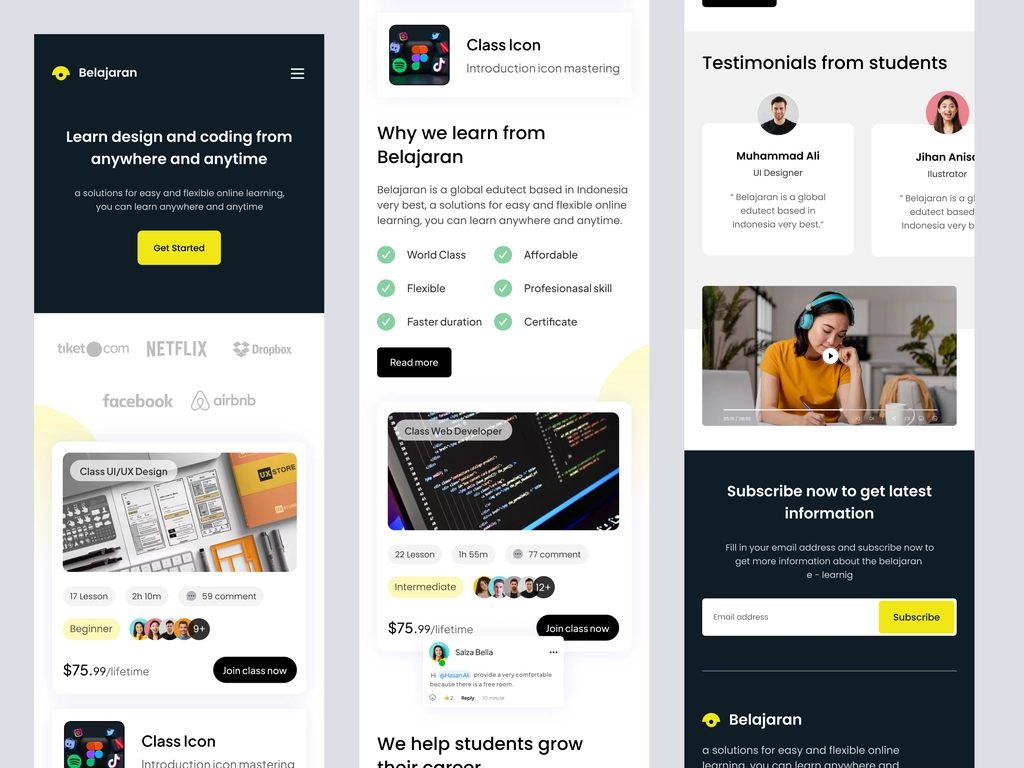 Belajaran
Learn design and coding from
anywhere and anytime
a solutions for easy and flexible online learning,
you can learn anywhere and anytime
Get Started
tiket com
NETFLIX
Dropbox
facebook
airbnb
Class UI/UX Design
UX STORE
17 Lesson
2h 10m
59 comment
Beginner
9+
$75.99/lifetime
Join class now
Class Icon
Introduction icon mastering
Class Icon
Introduction icon mastering
Why we learn from
Belajaran
Belajaran is a global edutect based in Indonesia
very best, a solutions for easy and flexible online
learning, you can learn anywhere and anytime.
World Class
Affordable
Flexible
Profesionasal skill
Faster duration
Certificate
Read more
Class Web Developer
22 Lesson
1h 55m
77 comment
Intermediate
12+
$75.99/lifetime
Join class now
Salza Bella
Hi @Hasan Ali provide a very comfortable
because there is a free room.
2
Reply
10 minute
We help students grow
their career
Testimonials from students
Muhammad Ali
UI Designer
“ Belajaran is a global
edutect based in
Indonesia very best.”
Jihan Anisa
Ilustrator
“ Belajaran is a gl
edutect based
Indonesia very b
Subscribe now to get latest
information
Fill in your email address and subscribe now to
get more information about the belajaran
e - learnig
Email address
Subscribe
Belajaran
a solutions for easy and flexible online
learning, you can learn anywhere and